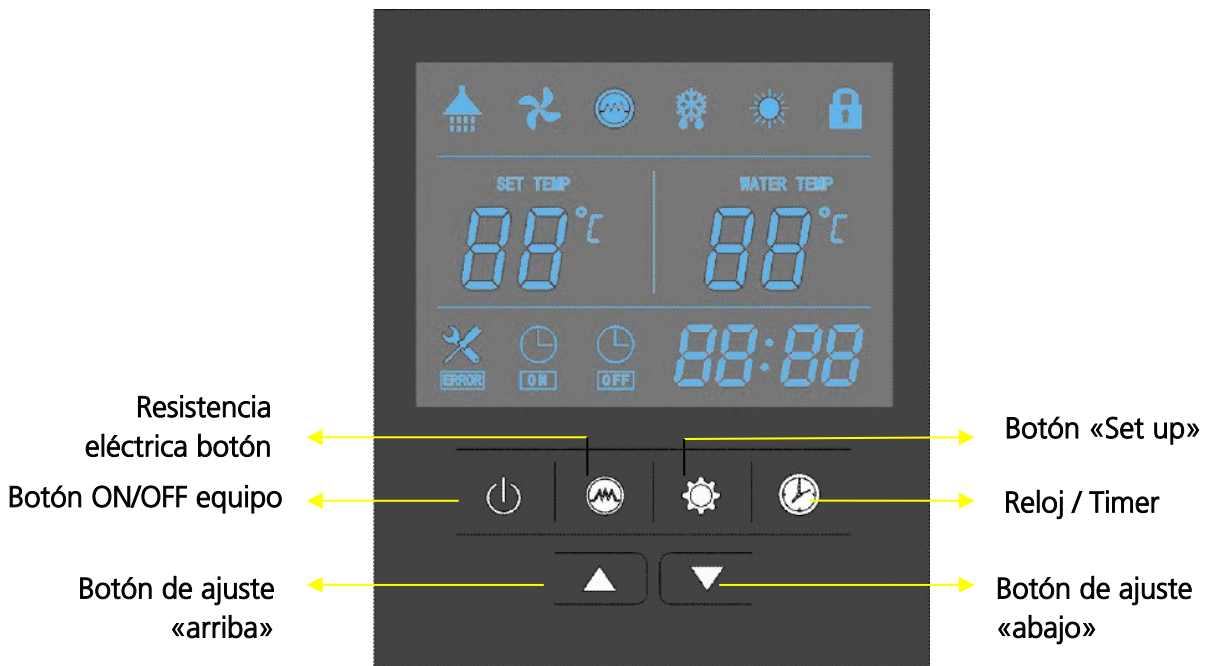 SET TEMP
WATER TEMP
88°C
88°C
ERROR
ON
OFF
88:88
Resistencia
eléctrica botón
Botón «Set up»
Botón ON/OFF equipo
Reloj / Timer
Botón de ajuste
«arriba»
Botón de ajuste
«abajo»